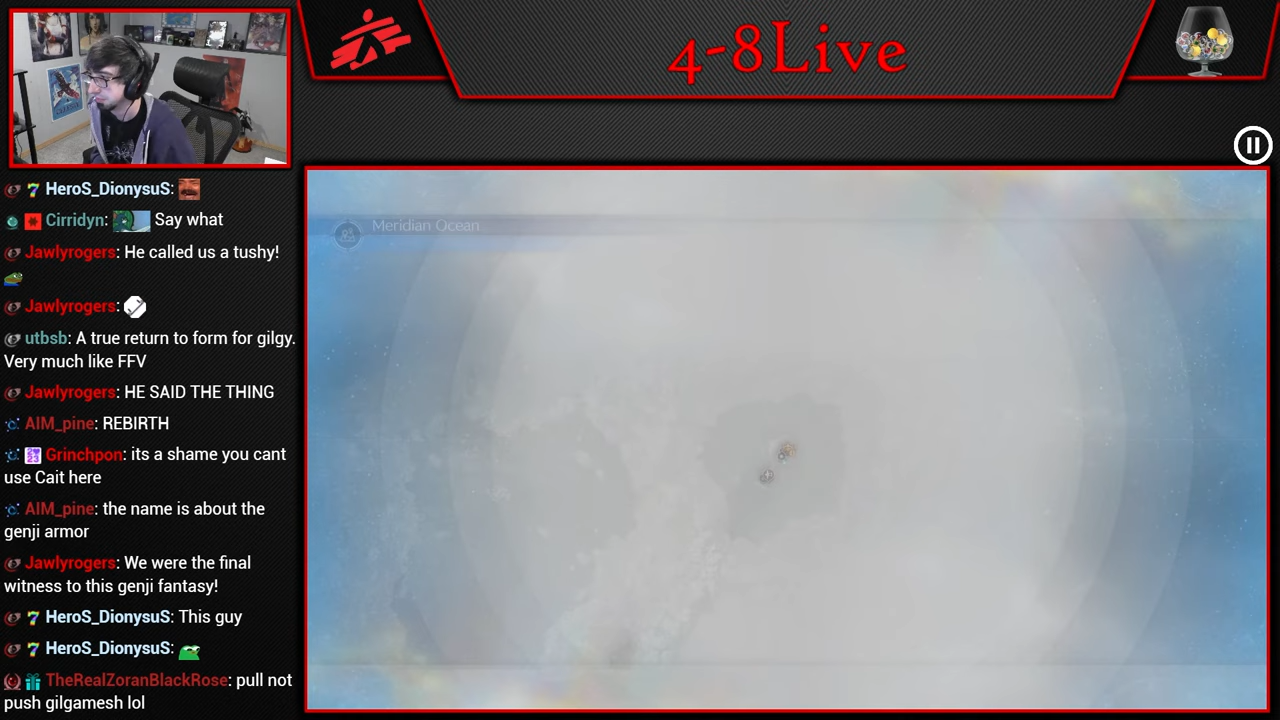 4-8Live
HeroS_DionysuS:
Cirridyn: Say what
Jawlyrogers: He called us a tushy!
Jawlyrogers:
utbsb: A true return to form for gilgy.
Very much like FFV
Jawlyrogers: HE SAID THE THING
AIM_pine: REBIRTH
Grinchpon: its a shame you cant
use Cait here
AIM_pine: the name is about the
genji armor
Jawlyrogers: We were the final
witness to this genji fantasy!
HeroS_DionysuS: This guy
HeroS_DionysuS:
TheRealZoranBlackRose: pull not
push gilgamesh lol
Meridian Ocean